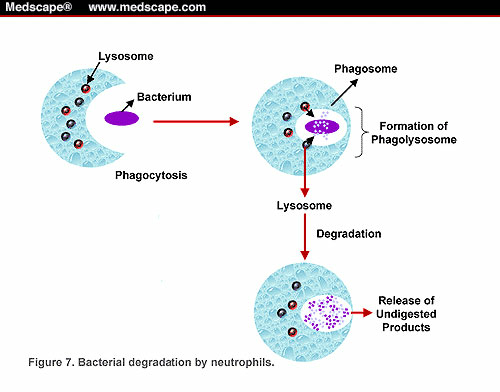 Medscape® www.medscape.com
Lysosome
Bacterium
Phagocytosis
Phagosome
Formation of
Phagolysosome
Lysosome
Degradation
Release of
Undigested
Products
Figure 7. Bacterial degradation by neutrophils.